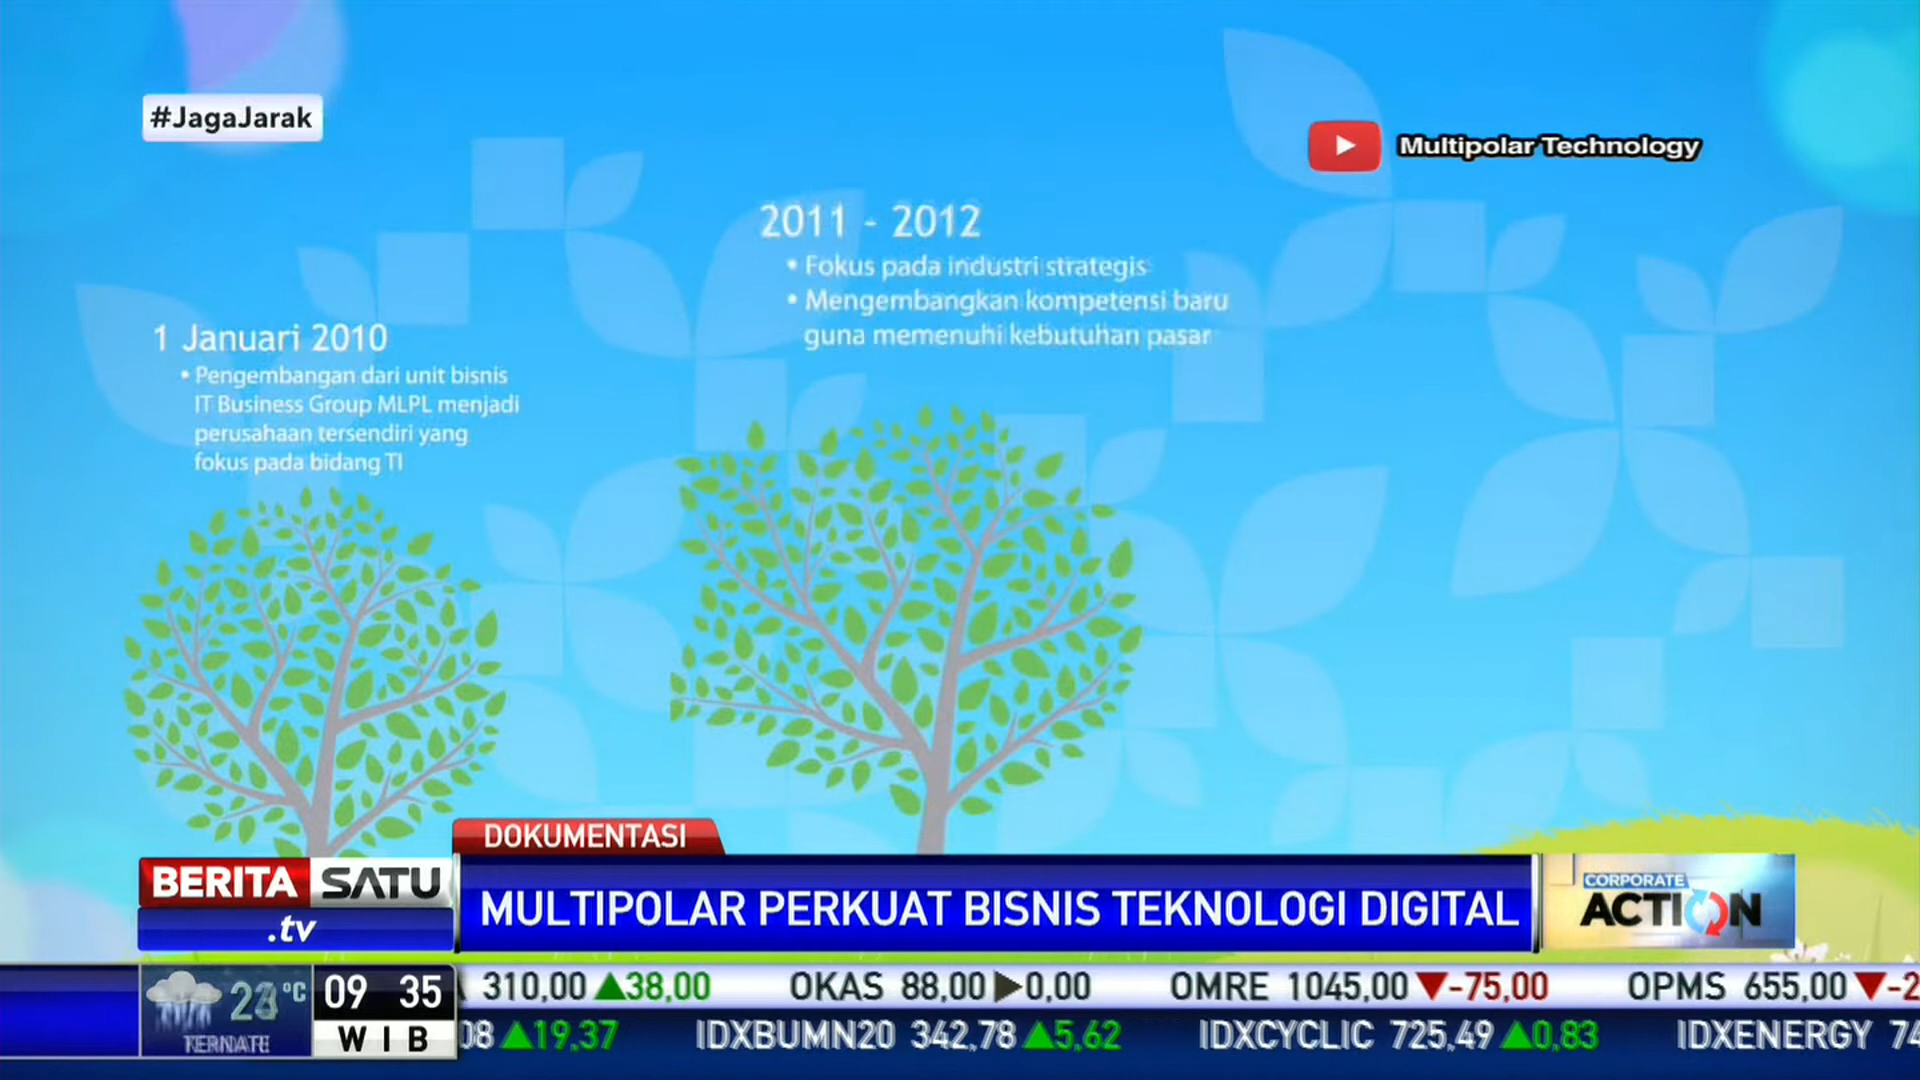 #JagaJarak
Multipolar Technology
2011 - 2012
• Fokus pada industri strategis
• Mengembangkan kompetensi baru
guna memenuhi kebutuhan pasar
1 Januari 2010
• Pengembangan dari unit bisnis
IT Business Group MLPL menjadi
perusahaan tersendiri yang
fokus pada bidang TI
DOKUMENTASI
BERITA SATU
.tv
MULTIPOLAR PERKUAT BISNIS TEKNOLOGI DIGITAL
CORPORATE
ACTION
°C
TERNATE
09 35
WIB
310,00 ▲38,00 OKAS 88,00 ▶0,00 OMRE 1045,00 ▼-75,00 OPMS 655,00 ▼-2
08 ▲19,37 IDXBUMN20 342,78 ▲5,62 IDXCYCLIC 725,49 ▲0,83 IDXENERGY 74